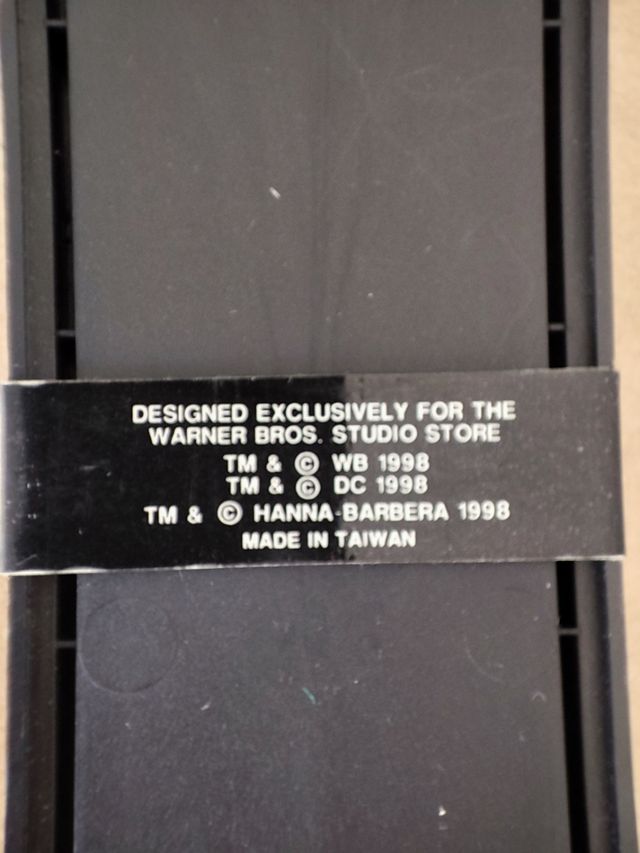 DESIGNED EXCLUSIVELY FOR THE
WARNER BROS. STUDIO STORE
TM & © WB 1998
TM & © DC 1998
TM & © HANNA-BARBERA 1998
MADE IN TAIWAN